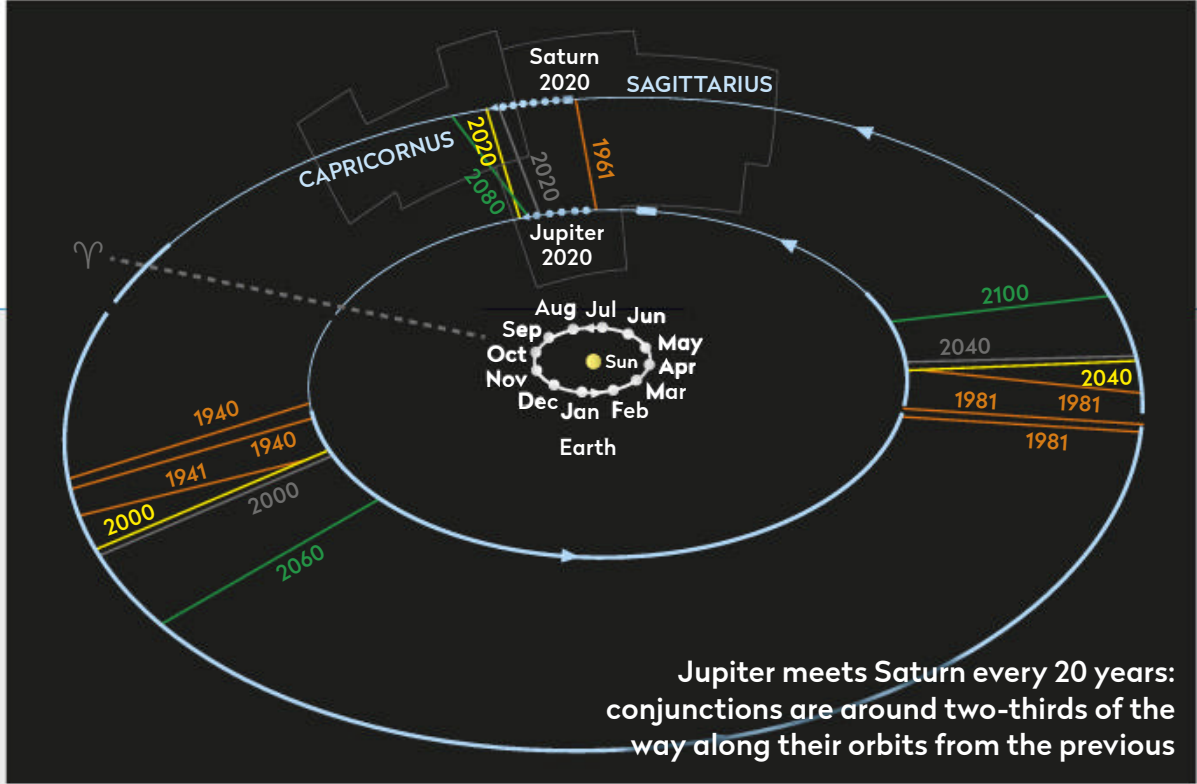 Saturn
2020
SAGITTARIUS
CAPRICORNUS
2020
2080
2020
1961
Jupiter
2020
♈
Aug Jul Jun
Sep
May
Oct
Sun
Apr
Nov
Mar
Dec Jan Feb
Earth
2100
2040
2040
1981
1981
1981
1940
1940
1941
2000
2000
2060
Jupiter meets Saturn every 20 years:
conjunctions are around two-thirds of the
way along their orbits from the previous